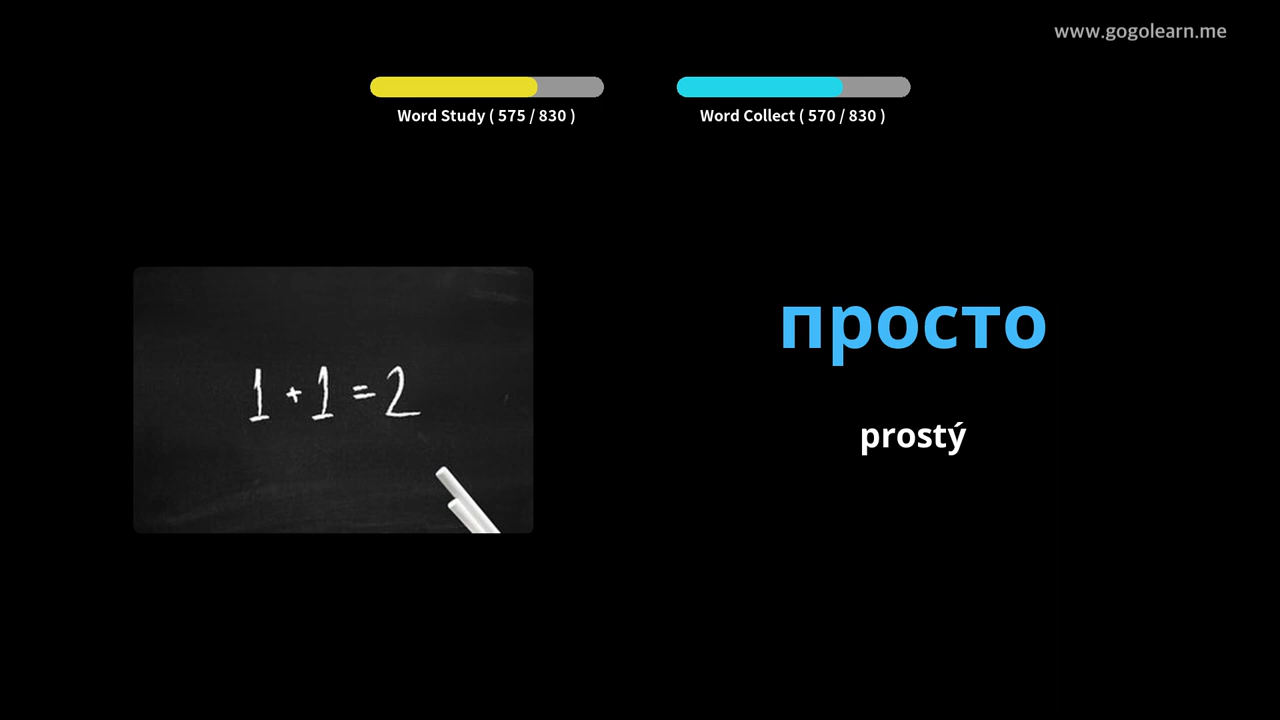 www.gogolearn.me
Word Study ( 575 / 830 )
Word Collect ( 570 / 830 )
1 + 1 = 2
просто
prostý